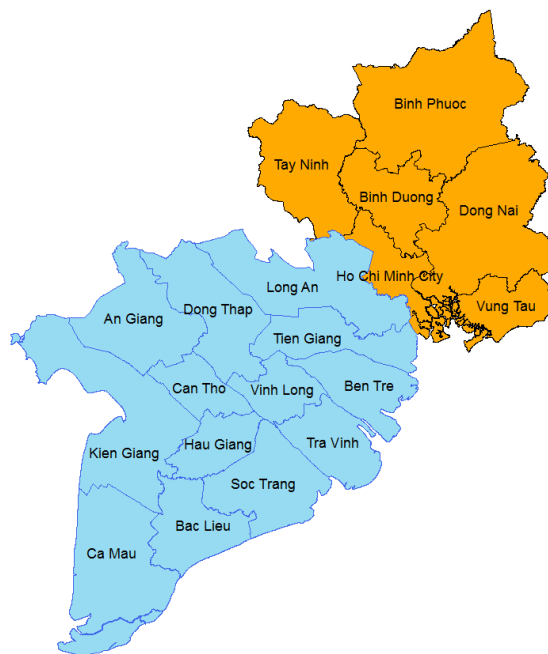 Binh Phuoc
Tay Ninh
Binh Duong
Dong Nai
Ho Chi Minh City
Long An
Vung Tau
Dong Thap
An Giang
Tien Giang
Can Tho
Vinh Long
Ben Tre
Hau Giang
Tra Vinh
Kien Giang
Soc Trang
Bac Lieu
Ca Mau